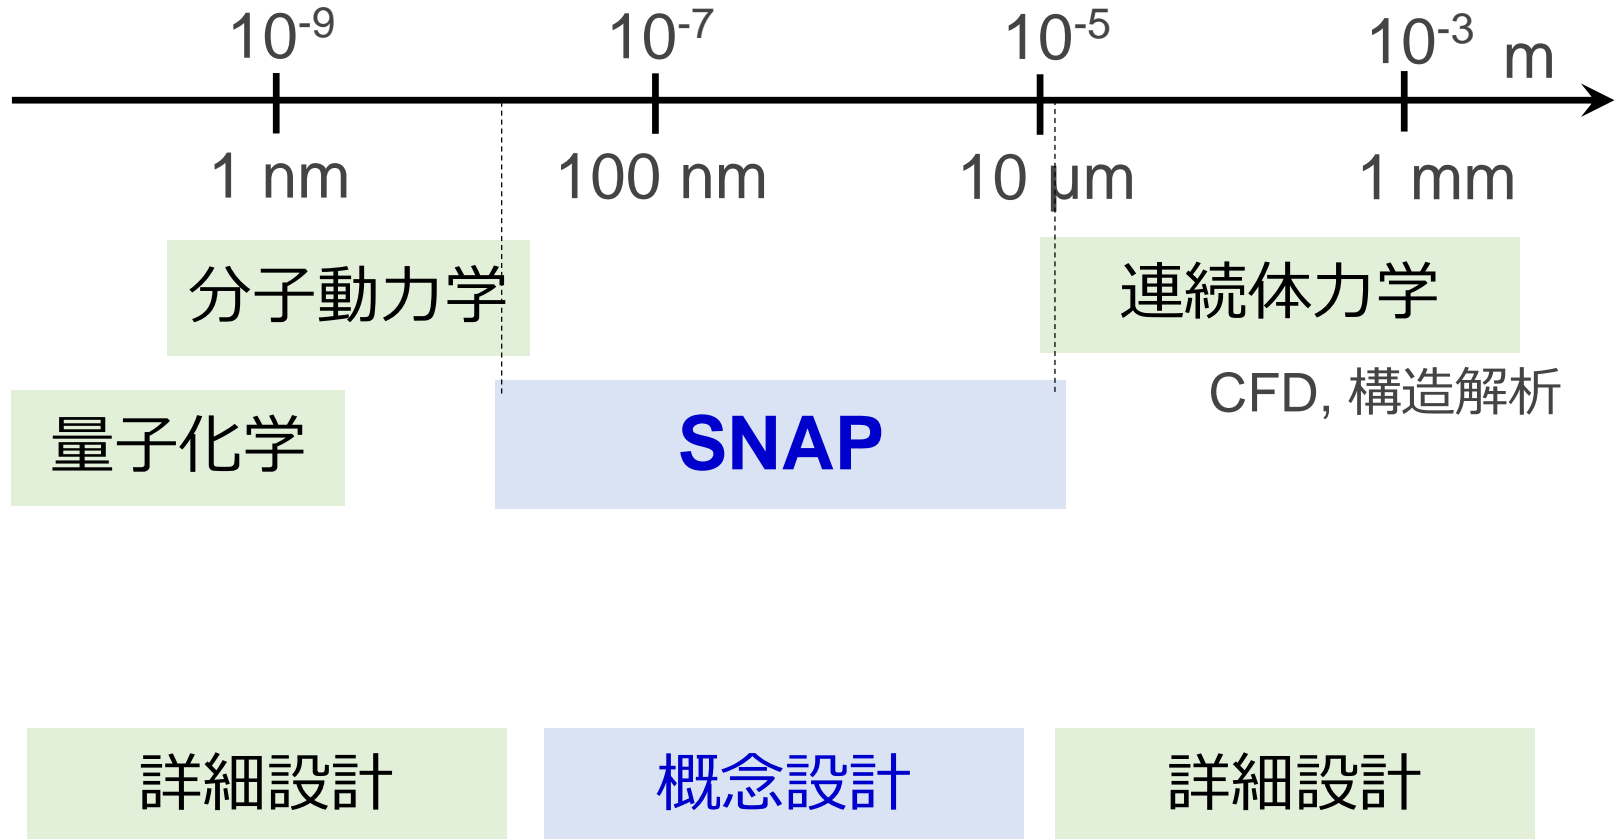 10-9 10-7 10-5 10-3 m
1 nm 100 nm 10 μm 1 mm
分子動力学 連続体力学
CFD, 構造解析
量子化学 SNAP
詳細設計 概念設計 詳細設計